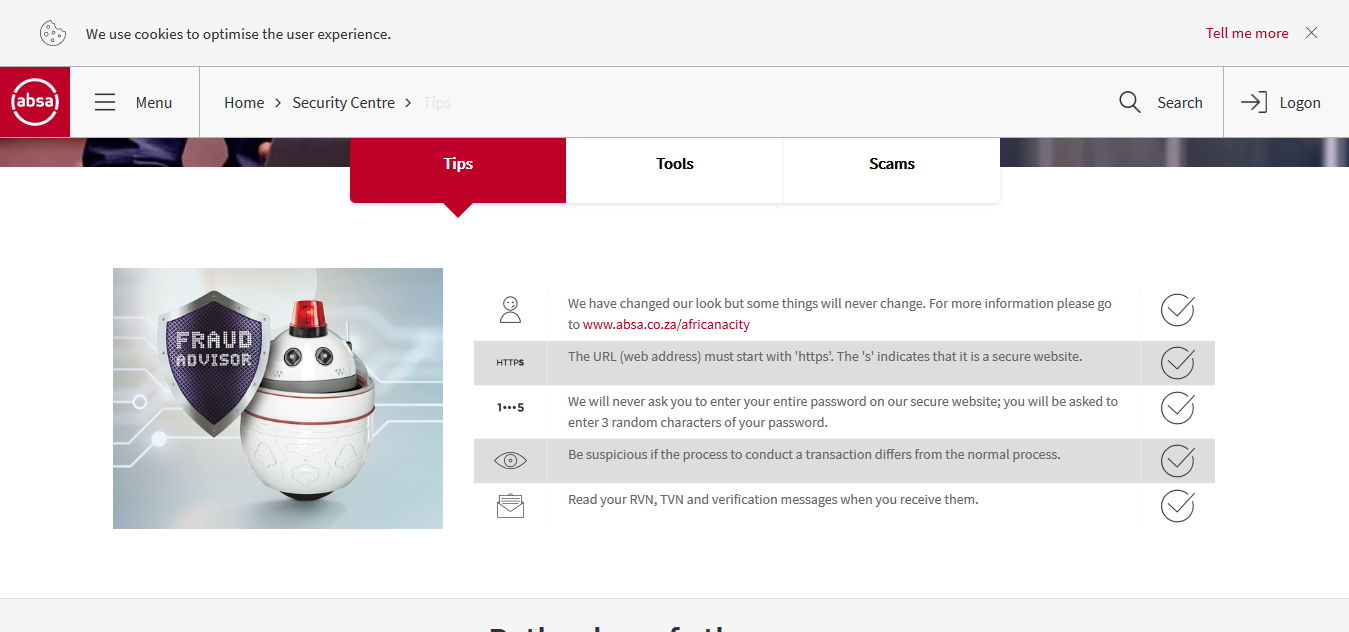 We use cookies to optimise the user experience.
Tell me more
absa
Menu
Home
Security Centre
Tips
Search
Logon
Tips
Tools
Scams
FRAUD
ADVISOR
We have changed our look but some things will never change. For more information please go
to www.absa.co.za/africanacity
HTTPS
The URL (web address) must start with 'https'. The 's' indicates that it is a secure website.
1•••5
We will never ask you to enter your entire password on our secure website; you will be asked to
enter 3 random characters of your password.
Be suspicious if the process to conduct a transaction differs from the normal process.
Read your RVN, TVN and verification messages when you receive them.